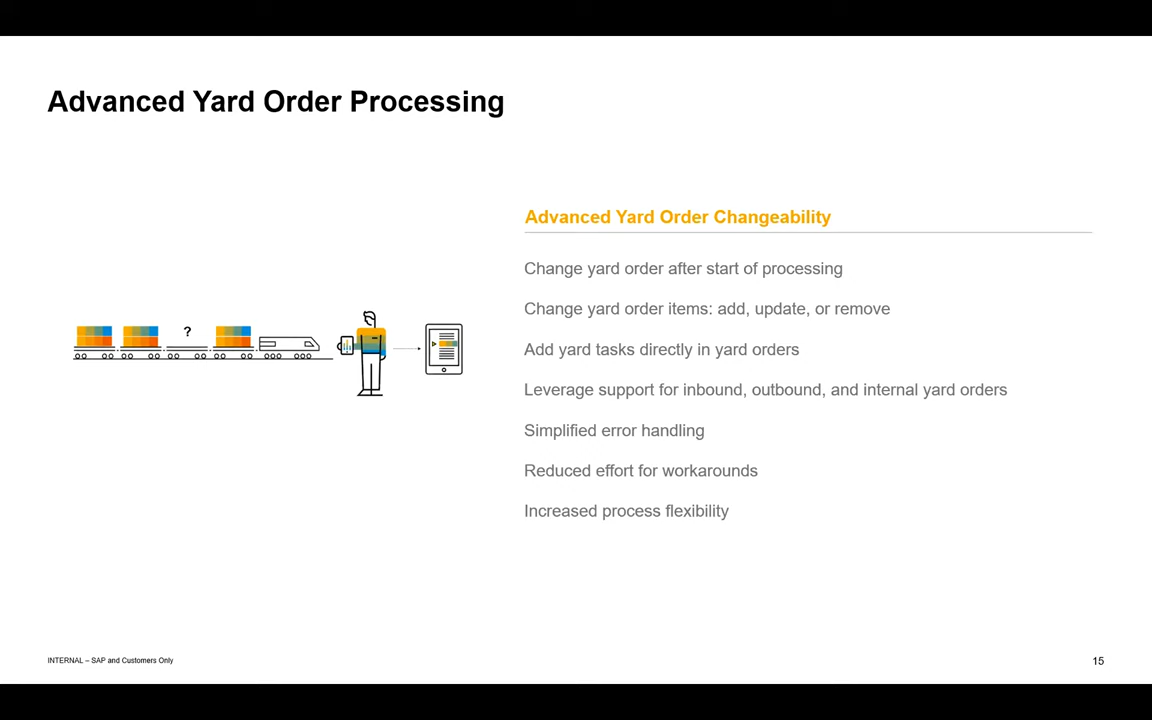 Advanced Yard Order Processing
Advanced Yard Order Changeability
Change yard order after start of processing
Change yard order items: add, update, or remove
?
Add yard tasks directly in yard orders
Leverage support for inbound, outbound, and internal yard orders
Simplified error handling
Reduced effort for workarounds
Increased process flexibility
INTERNAL – SAP and Customers Only
15